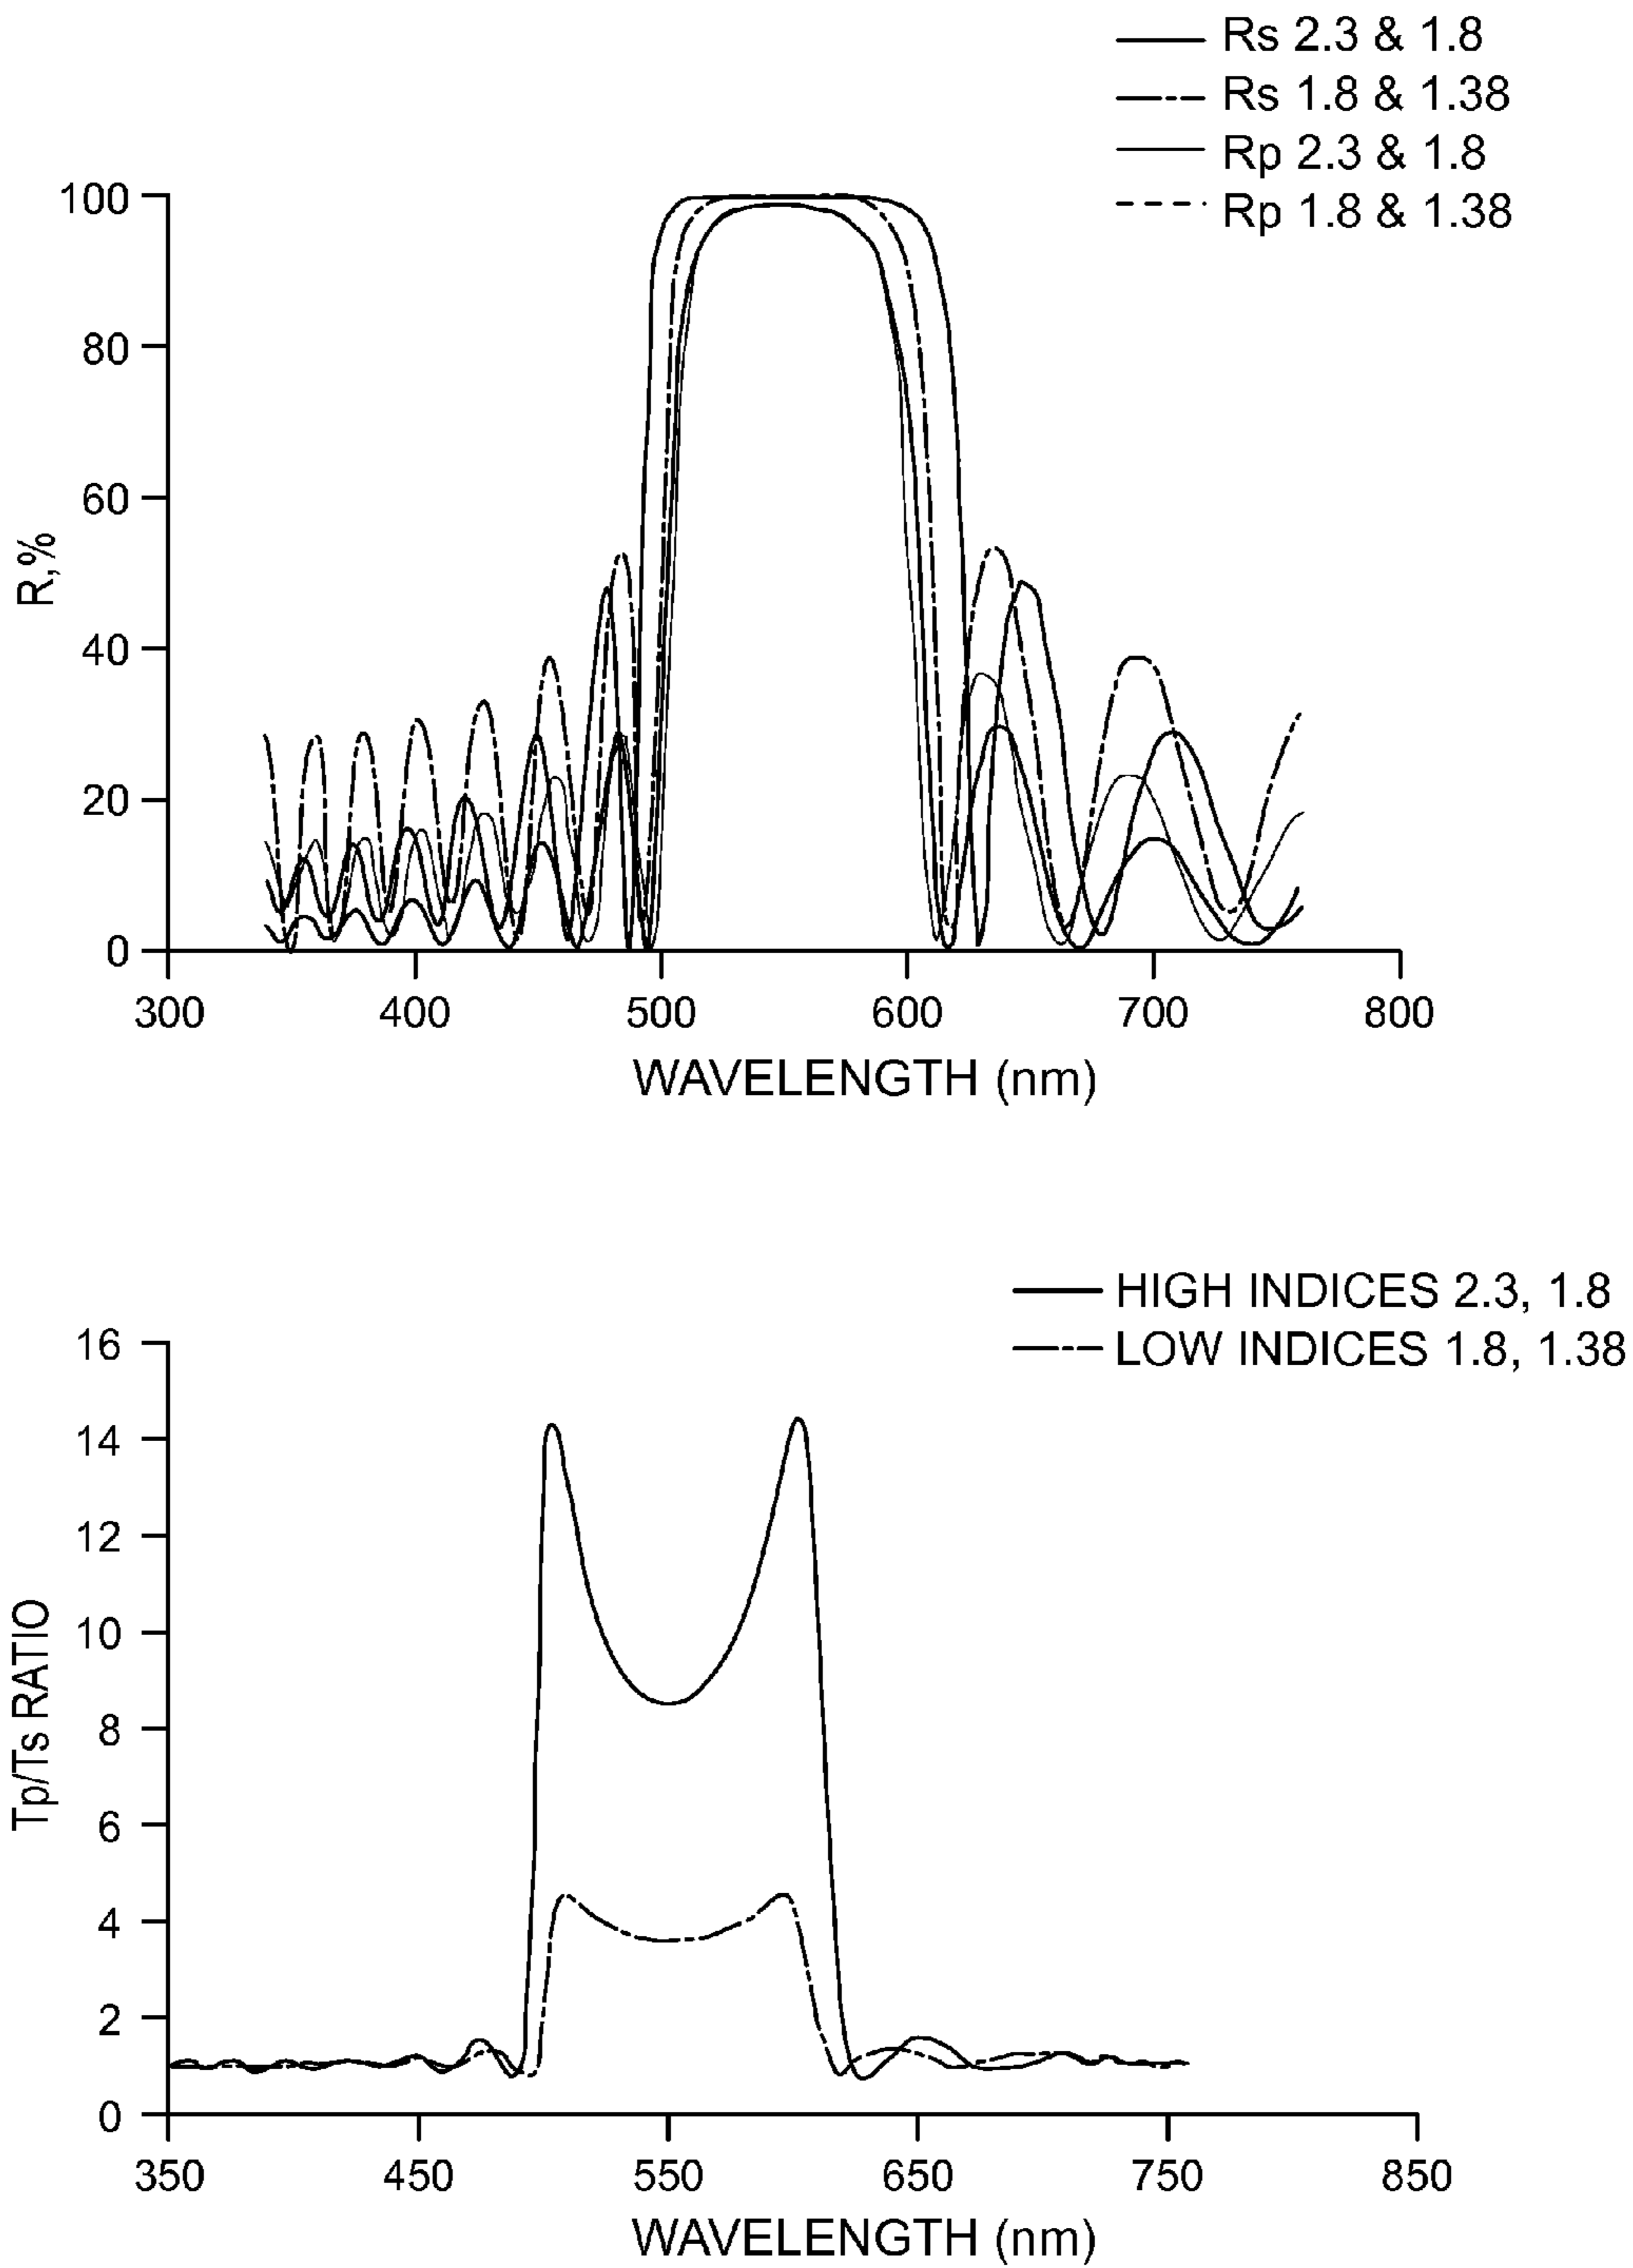 Rs 2.3 & 1.8
Rs 1.8 & 1.38
Rp 2.3 & 1.8
Rp 1.8 & 1.38
100
80
60
40
20
0
R,%
300 400 500 600 700 800
WAVELENGTH (nm)
HIGH INDICES 2.3, 1.8
LOW INDICES 1.8, 1.38
16
14
12
10
8
6
4
2
0
Tp/Ts RATIO
350 450 550 650 750 850
WAVELENGTH (nm)